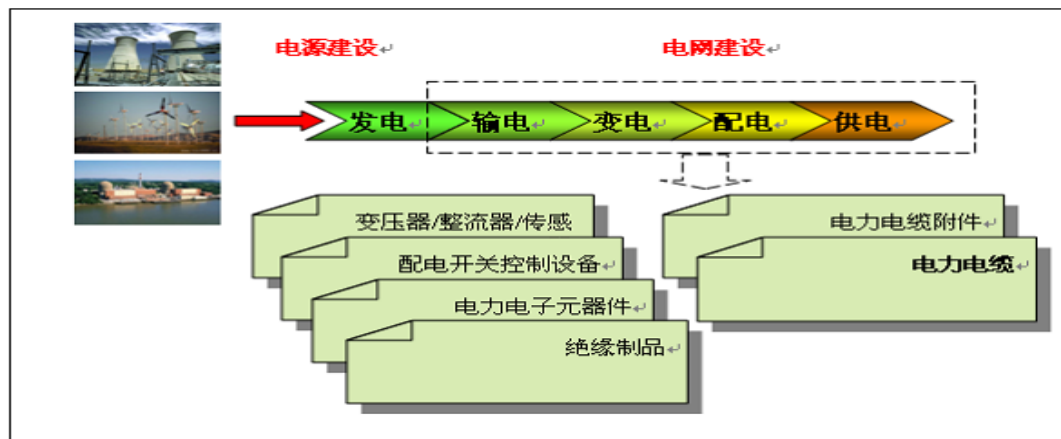 电源建设
电网建设
发电
输电
变电
配电
供电
变压器/整流器/传感
配电开关控制设备
电力电子元器件
绝缘制品
电力电缆附件
电力电缆